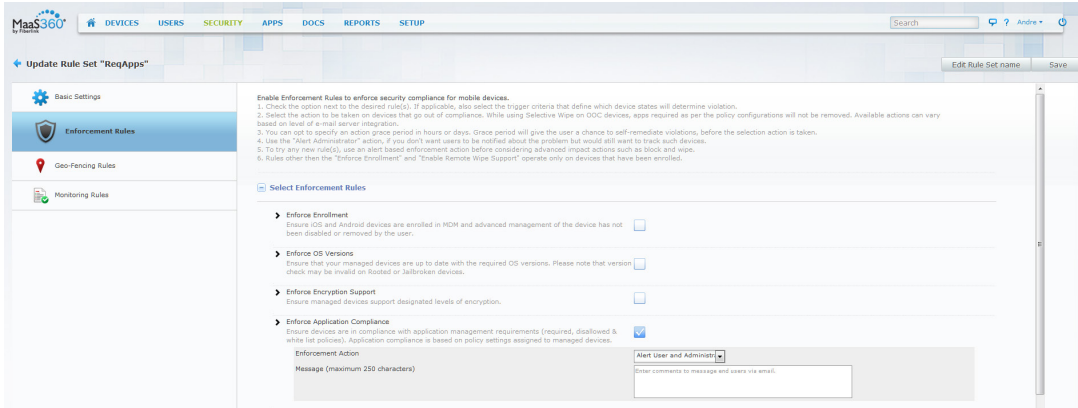 MaaS360
by Fiberlink
DEVICES USERS SECURITY APPS DOCS REPORTS SETUP
Search
? Andre
Update Rule Set "ReqApps"
Edit Rule Set name Save
Basic Settings
Enforcement Rules
Geo-Fencing Rules
Monitoring Rules
Enable Enforcement Rules to enforce security compliance for mobile devices.
1. Check the option next to the desired rule(s). If applicable, also select the trigger criteria that define which device states will determine violation.
2. Select the action to be taken on devices that go out of compliance. While using Selective Wipe on OOC devices, apps required as per the policy configurations will not be removed. Available actions can vary
based on level of e-mail server integration.
3. You can opt to specify an action grace period in hours or days. Grace period will give the user a chance to self-remediate violations, before the selection action is taken.
4. Use the "Alert Administrator" action, if you don't want users to be notified about the problem but would still want to track such devices.
5. To try any new rule(s), use an alert based enforcement action before considering advanced impact actions such as block and wipe.
6. Rules other then the "Enforce Enrollment" and "Enable Remote Wipe Support" operate only on devices that have been enrolled.
Select Enforcement Rules
Enforce Enrollment
Ensure iOS and Android devices are enrolled in MDM and advanced management of the device has not
been disabled or removed by the user.
Enforce OS Versions
Ensure that your managed devices are up to date with the required OS versions. Please note that version
check may be invalid on Rooted or Jailbroken devices.
Enforce Encryption Support
Ensure managed devices support designated levels of encryption.
Enforce Application Compliance
Ensure devices are in compliance with application management requirements (required, disallowed &
white list policies). Application compliance is based on policy settings assigned to managed devices.
Enforcement Action
Alert User and Administr
Message (maximum 250 characters)
Enter comments to message end users via email.